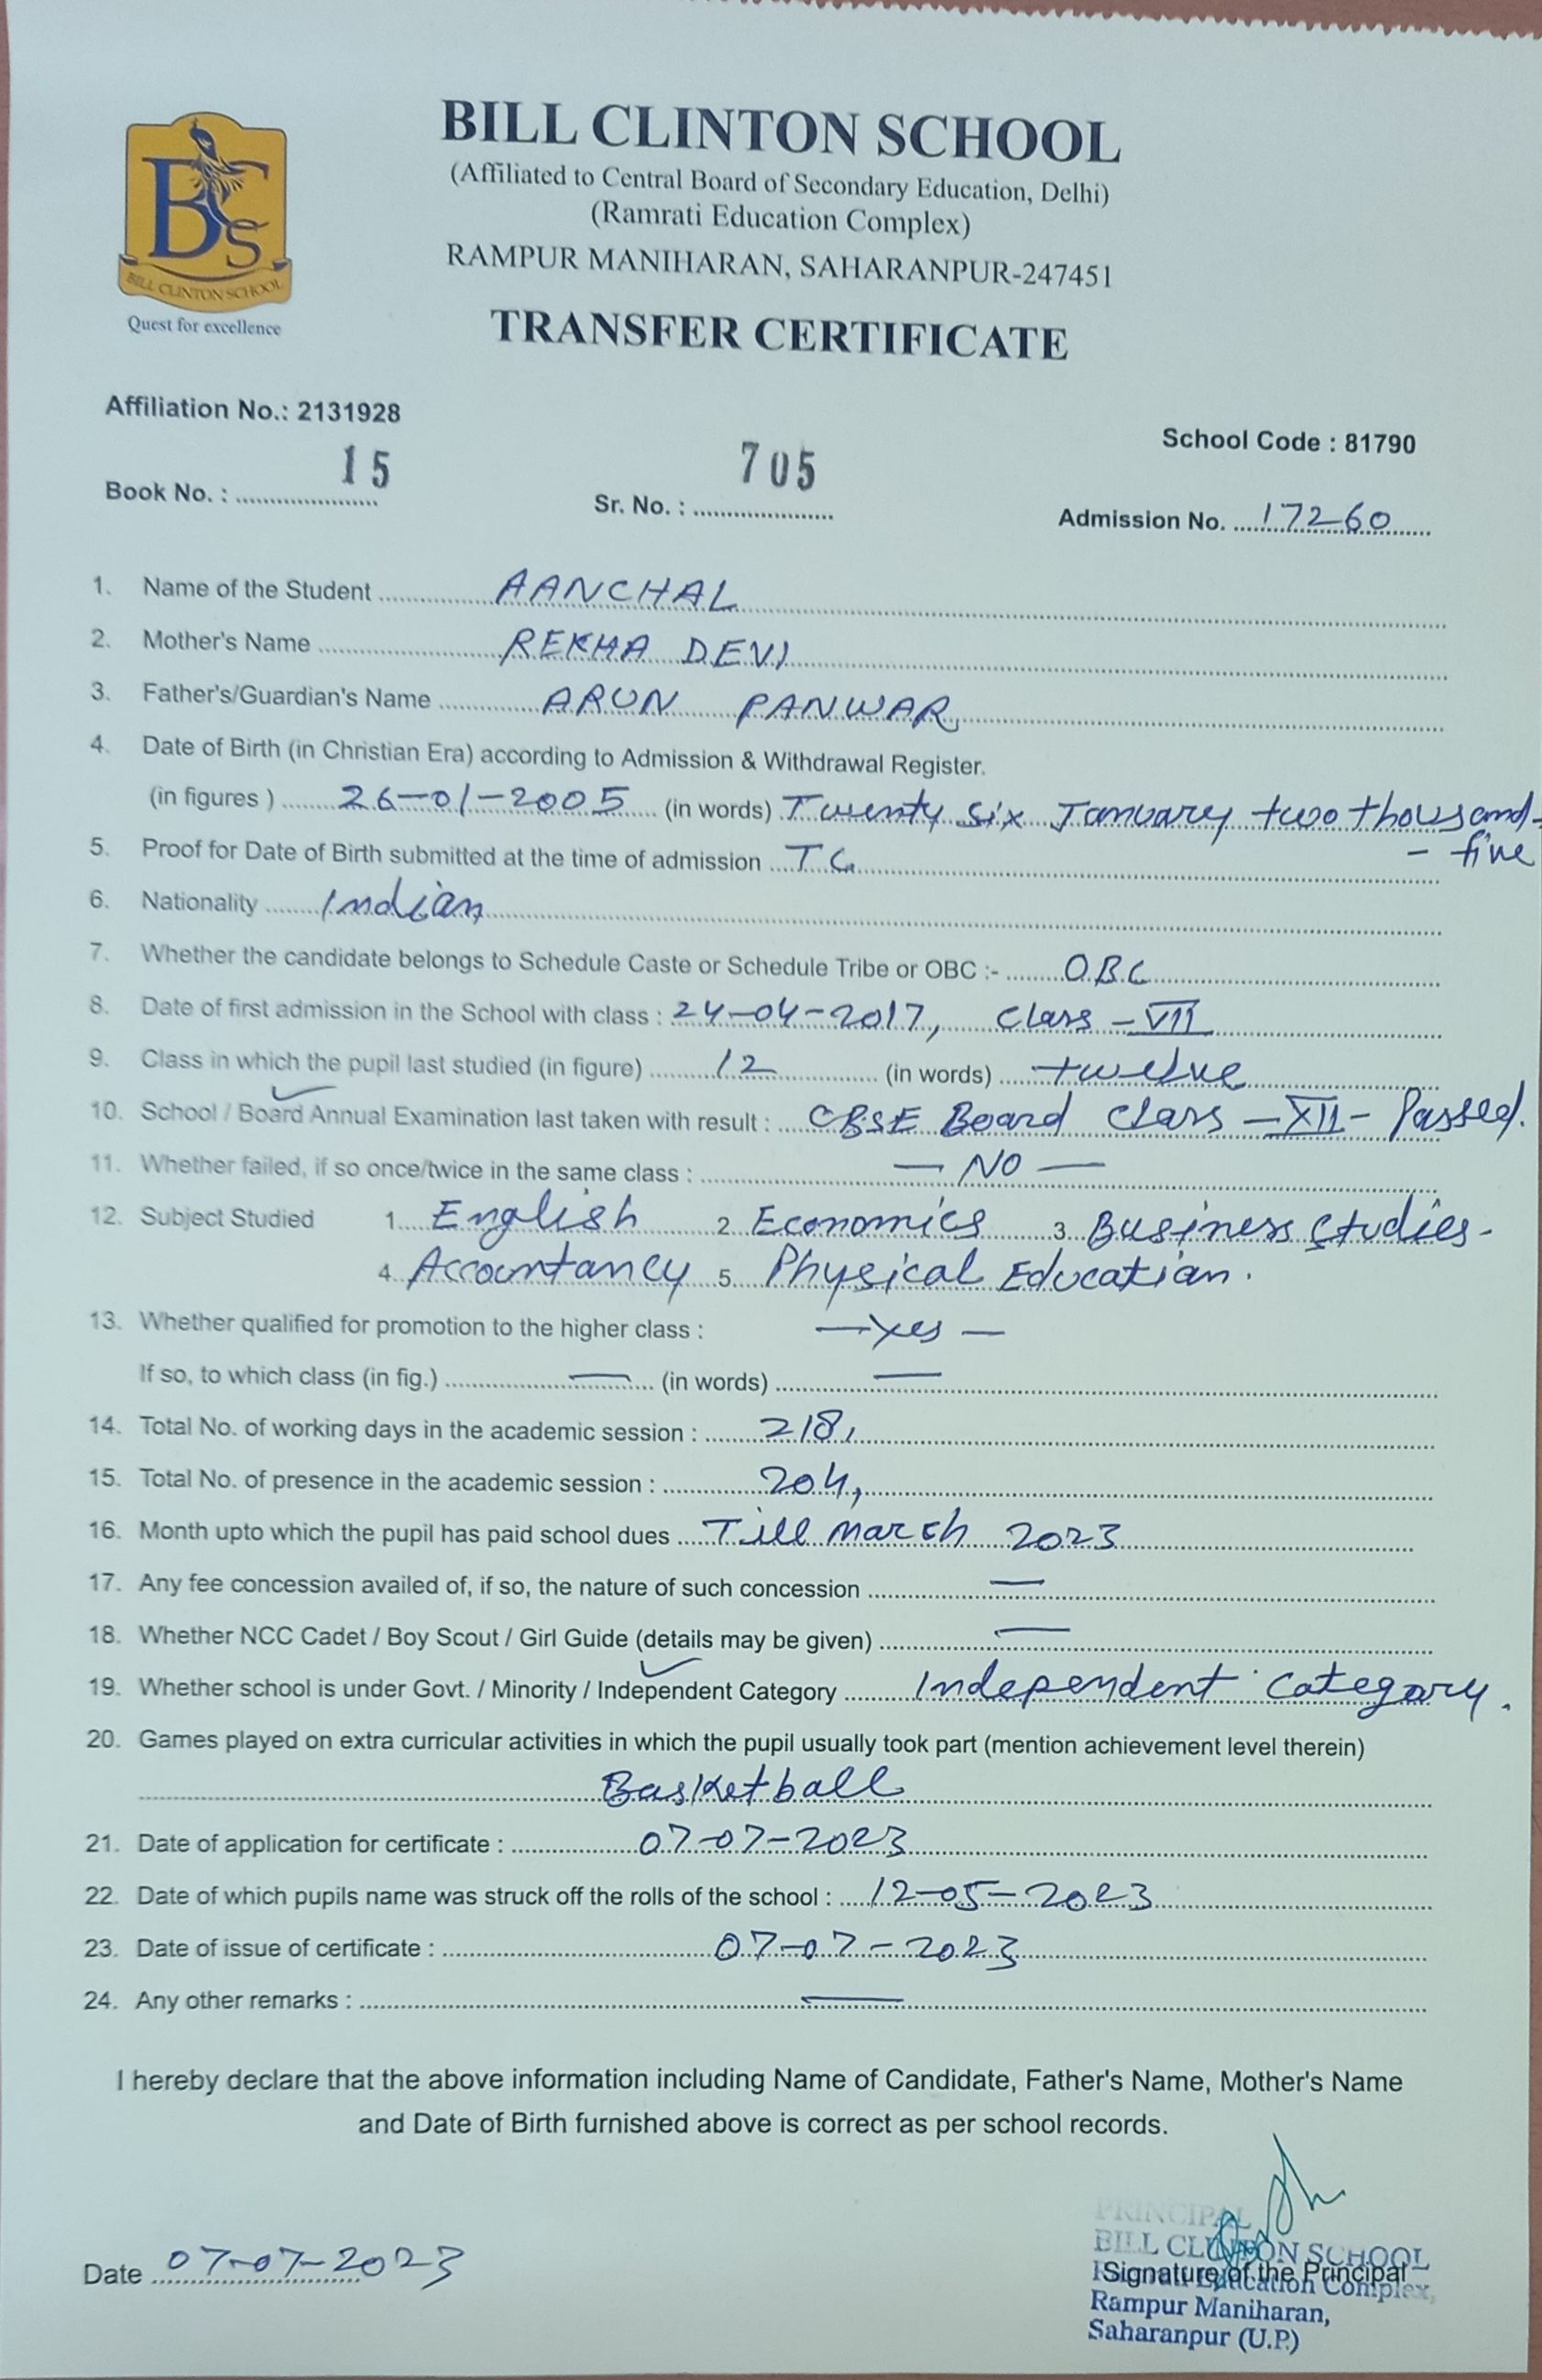 BILL CLINTON SCHOOL
(Affiliated to Central Board of Secondary Education, Delhi)
(Ramrati Education Complex)
RAMPUR MANIHARAN, SAHARANPUR-247451
BCS
BILL CLINTON SCHOOL
Quest for excellence
TRANSFER CERTIFICATE
Affiliation No.: 2131928
School Code : 81790
Book No. : 15 Sr. No. : 705 Admission No. 17260
1. Name of the Student AANCHAL
2. Mother's Name REKHA DEVI
3. Father's/Guardian's Name ARUN PANWAR
4. Date of Birth (in Christian Era) according to Admission & Withdrawal Register.
(in figures ) 26-01-2005 (in words) Twenty six January two thousand-
- five
5. Proof for Date of Birth submitted at the time of admission T.C.
6. Nationality Indian
7. Whether the candidate belongs to Schedule Caste or Schedule Tribe or OBC :- O.B.C
8. Date of first admission in the School with class : 24-04-2017, Class - VII
9. Class in which the pupil last studied (in figure) 12 (in words) twelve
10. School / Board Annual Examination last taken with result : CBSE Board Class - XII - Passed.
11. Whether failed, if so once/twice in the same class : — NO —
12. Subject Studied 1. English 2. Economics 3. Business Studies-
4. Accountancy 5. Physical Education.
13. Whether qualified for promotion to the higher class : — Yes —
If so, to which class (in fig.) — (in words) —
14. Total No. of working days in the academic session : 218,
15. Total No. of presence in the academic session : 204,
16. Month upto which the pupil has paid school dues Till March 2023
17. Any fee concession availed of, if so, the nature of such concession —
18. Whether NCC Cadet / Boy Scout / Girl Guide (details may be given) —
19. Whether school is under Govt. / Minority / Independent Category Independent Category.
20. Games played on extra curricular activities in which the pupil usually took part (mention achievement level therein)
Basketball
21. Date of application for certificate : 07-07-2023
22. Date of which pupils name was struck off the rolls of the school : 12-05-2023
23. Date of issue of certificate : 07-07-2023
24. Any other remarks : —
I hereby declare that the above information including Name of Candidate, Father's Name, Mother's Name
and Date of Birth furnished above is correct as per school records.
PRINCIPAL
BILL CLINTON SCHOOL
Date 07-07-2023
Signature of the Principal
Education Complex,
Rampur Maniharan,
Saharanpur (U.P.)